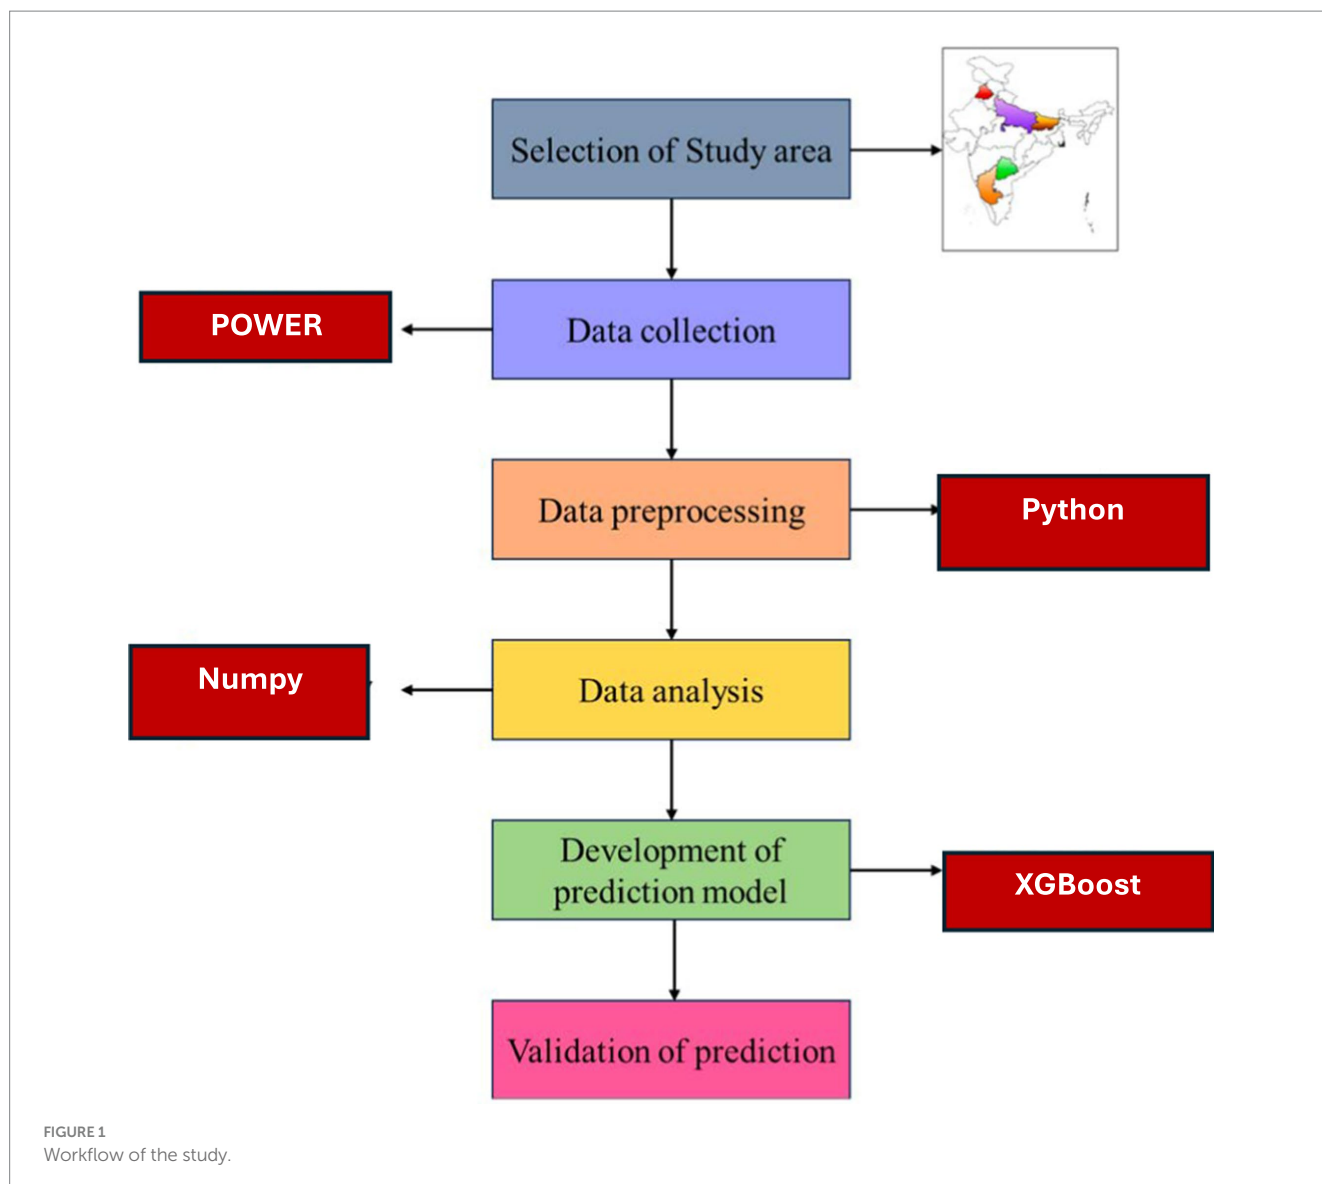 Selection of Study area
POWER
Data collection
Data preprocessing
Python
Numpy
Data analysis
Development of
prediction model
XGBoost
Validation of prediction
FIGURE 1
Workflow of the study.